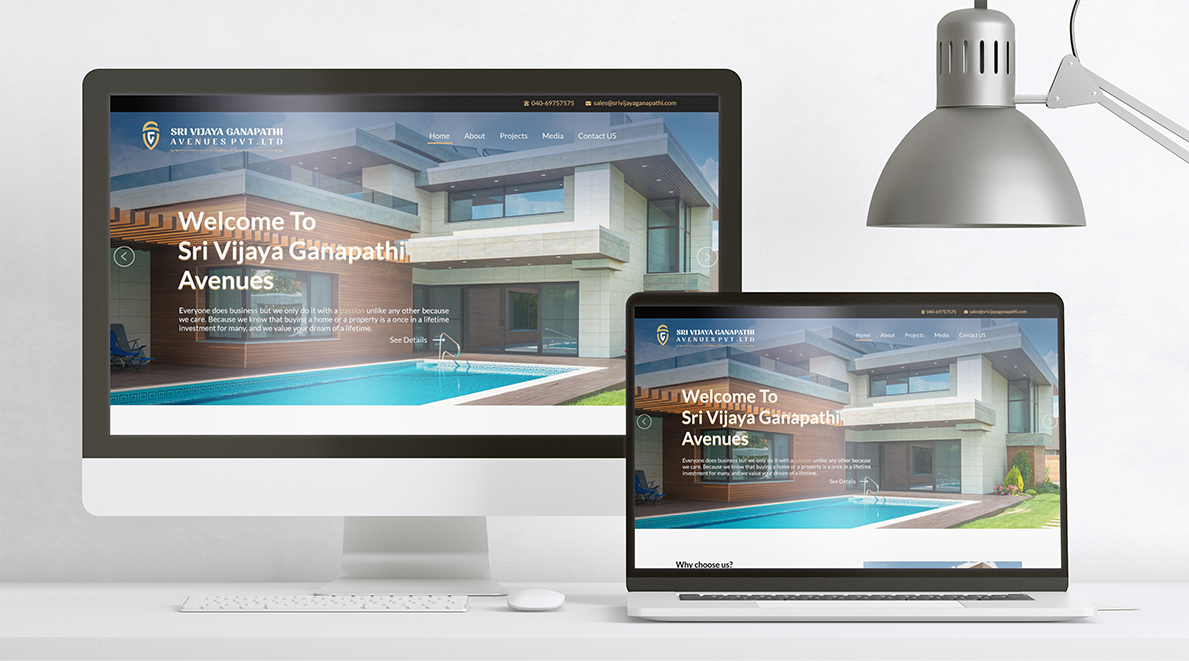 040-69757575 sales@srivijayaganapathi.com
SRI VIJAYA GANAPATHI
AVENUES PVT.LTD
Home About Projects Media Contact US
Welcome To
Sri Vijaya Ganapathi
Avenues
Everyone does business but we only do it with a passion unlike any other because
we care. Because we know that buying a home or a property is a once in a lifetime
investment for many, and we value your dream of a lifetime.
See Details
040-69757575 sales@srivijayaganapathi.com
SRI VIJAYA GANAPATHI
AVENUES PVT.LTD
Home About Projects Media Contact US
Welcome To
Sri Vijaya Ganapathi
Avenues
Everyone does business but we only do it with a passion unlike any other because
we care. Because we know that buying a home or a property is a once in a lifetime
investment for many, and we value your dream of a lifetime.
See Details
Why choose us?